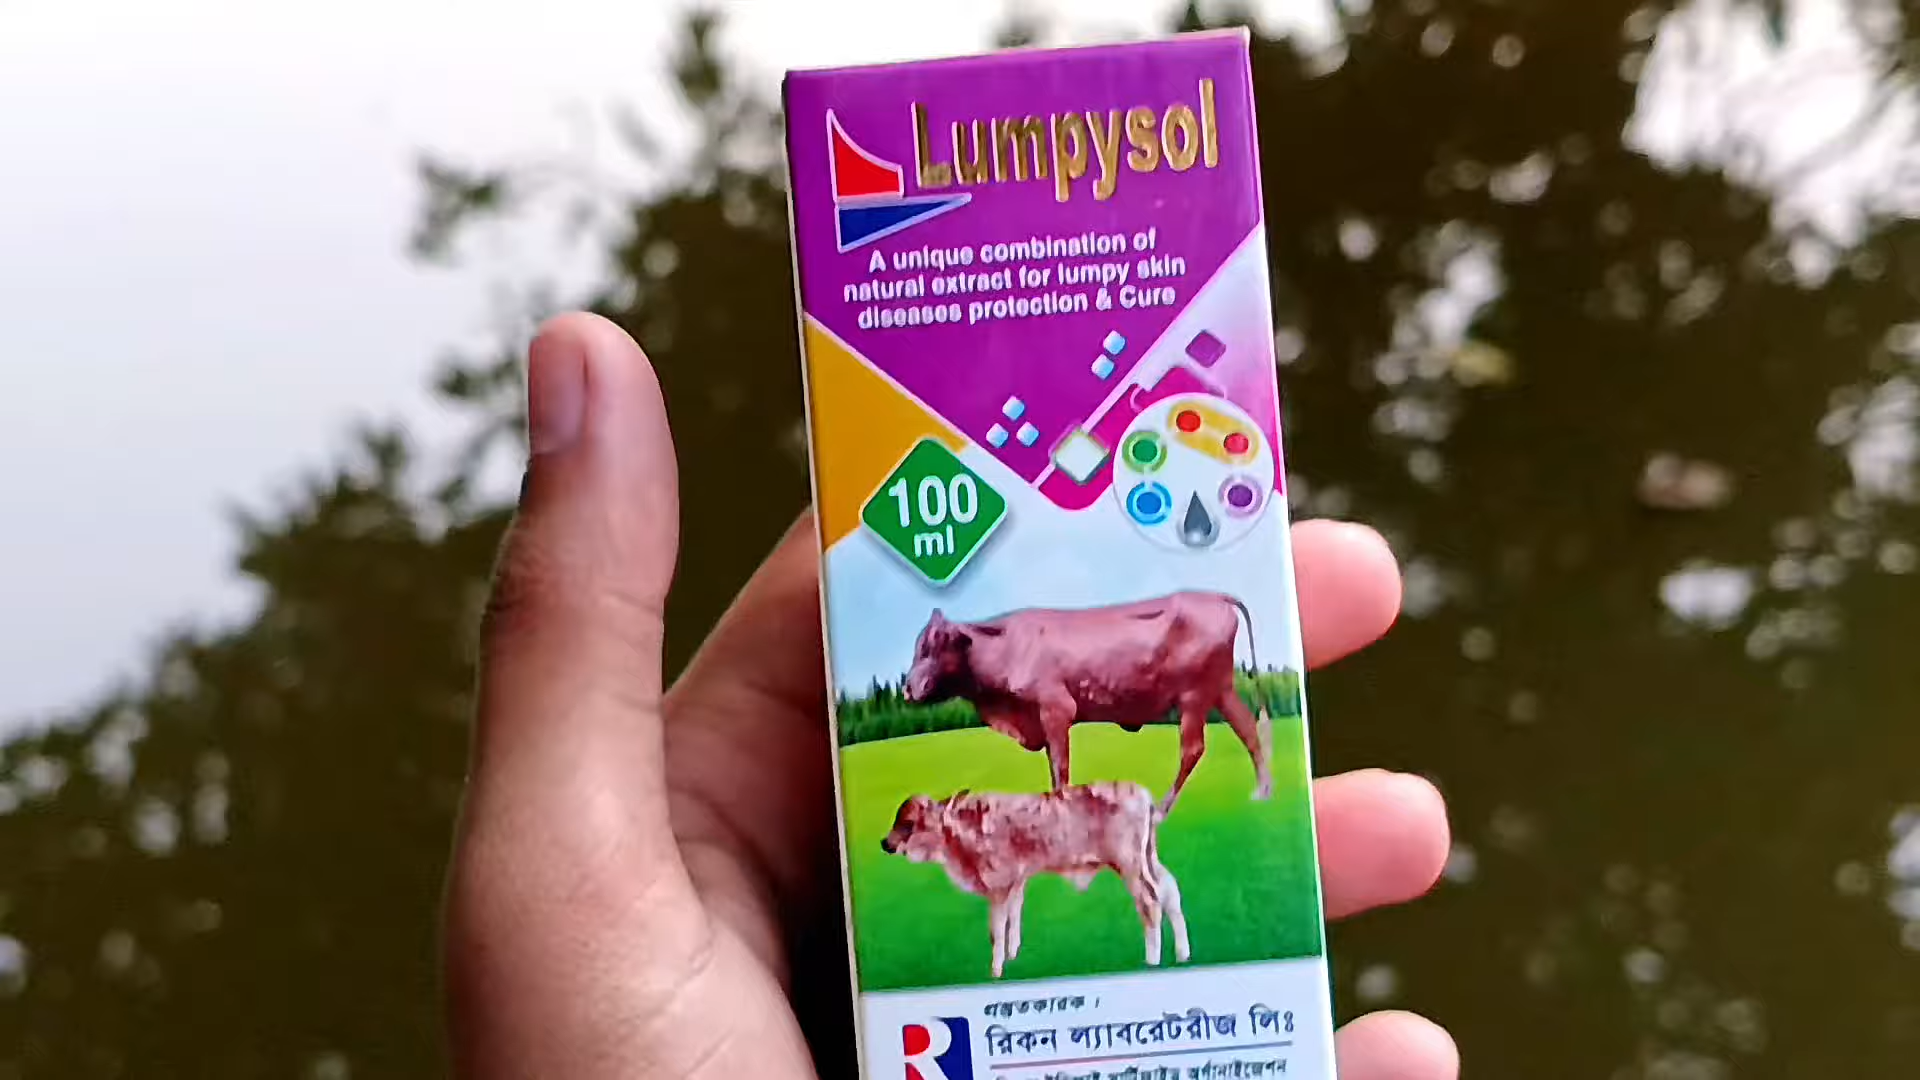 Lumpysol
A unique combination of
natural extract for lumpy skin
diseases protection & Cure
100
ml
প্রস্তুতকারক ।
R
রিকন ল্যাবরেটরীজ লিঃ